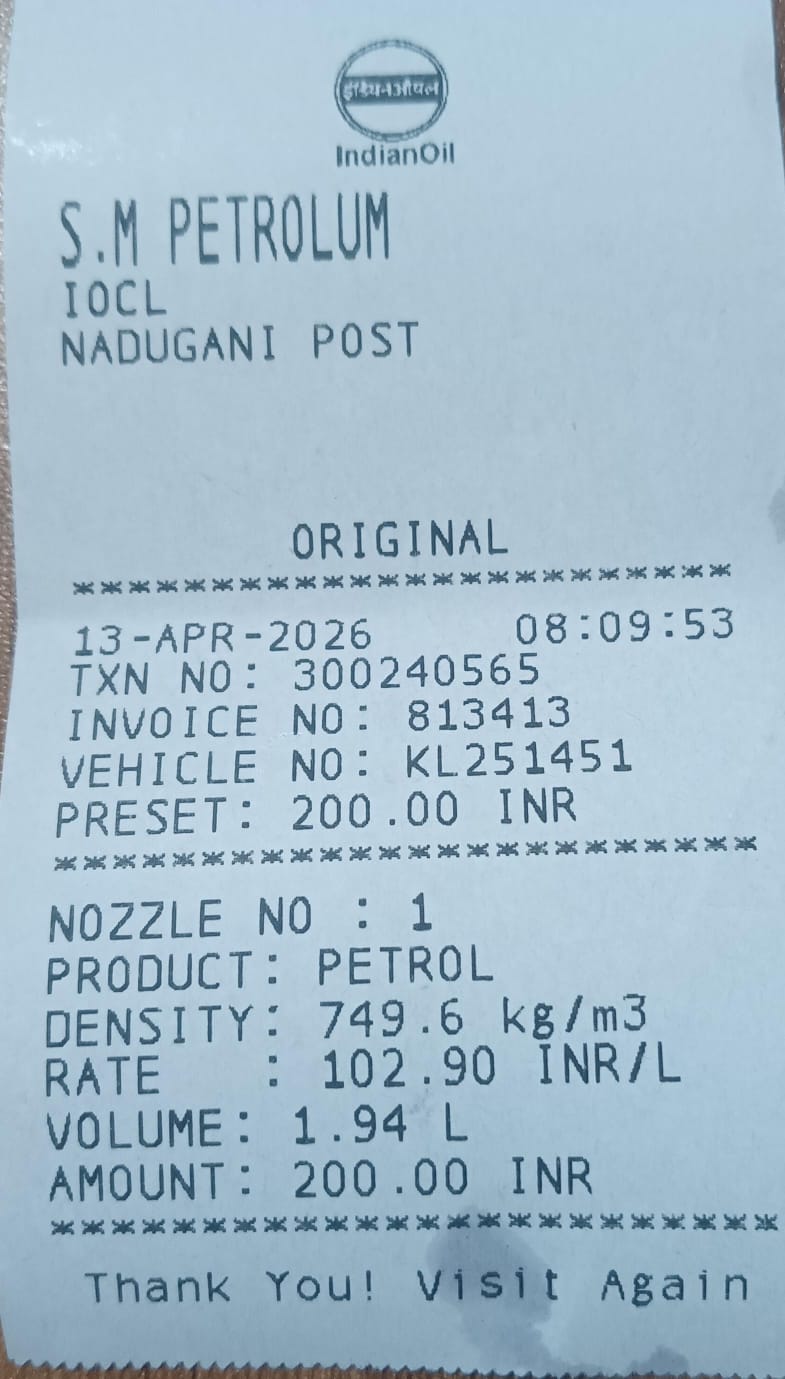 इंडियनऑयल
IndianOil
S.M PETROLUM
IOCL
NADUGANI POST
ORIGINAL
************************
13-APR-2026 08:09:53
TXN NO: 300240565
INVOICE NO: 813413
VEHICLE NO: KL251451
PRESET: 200.00 INR
************************
NOZZLE NO : 1
PRODUCT: PETROL
DENSITY: 749.6 kg/m3
RATE : 102.90 INR/L
VOLUME: 1.94 L
AMOUNT: 200.00 INR
************************
Thank You! Visit Again